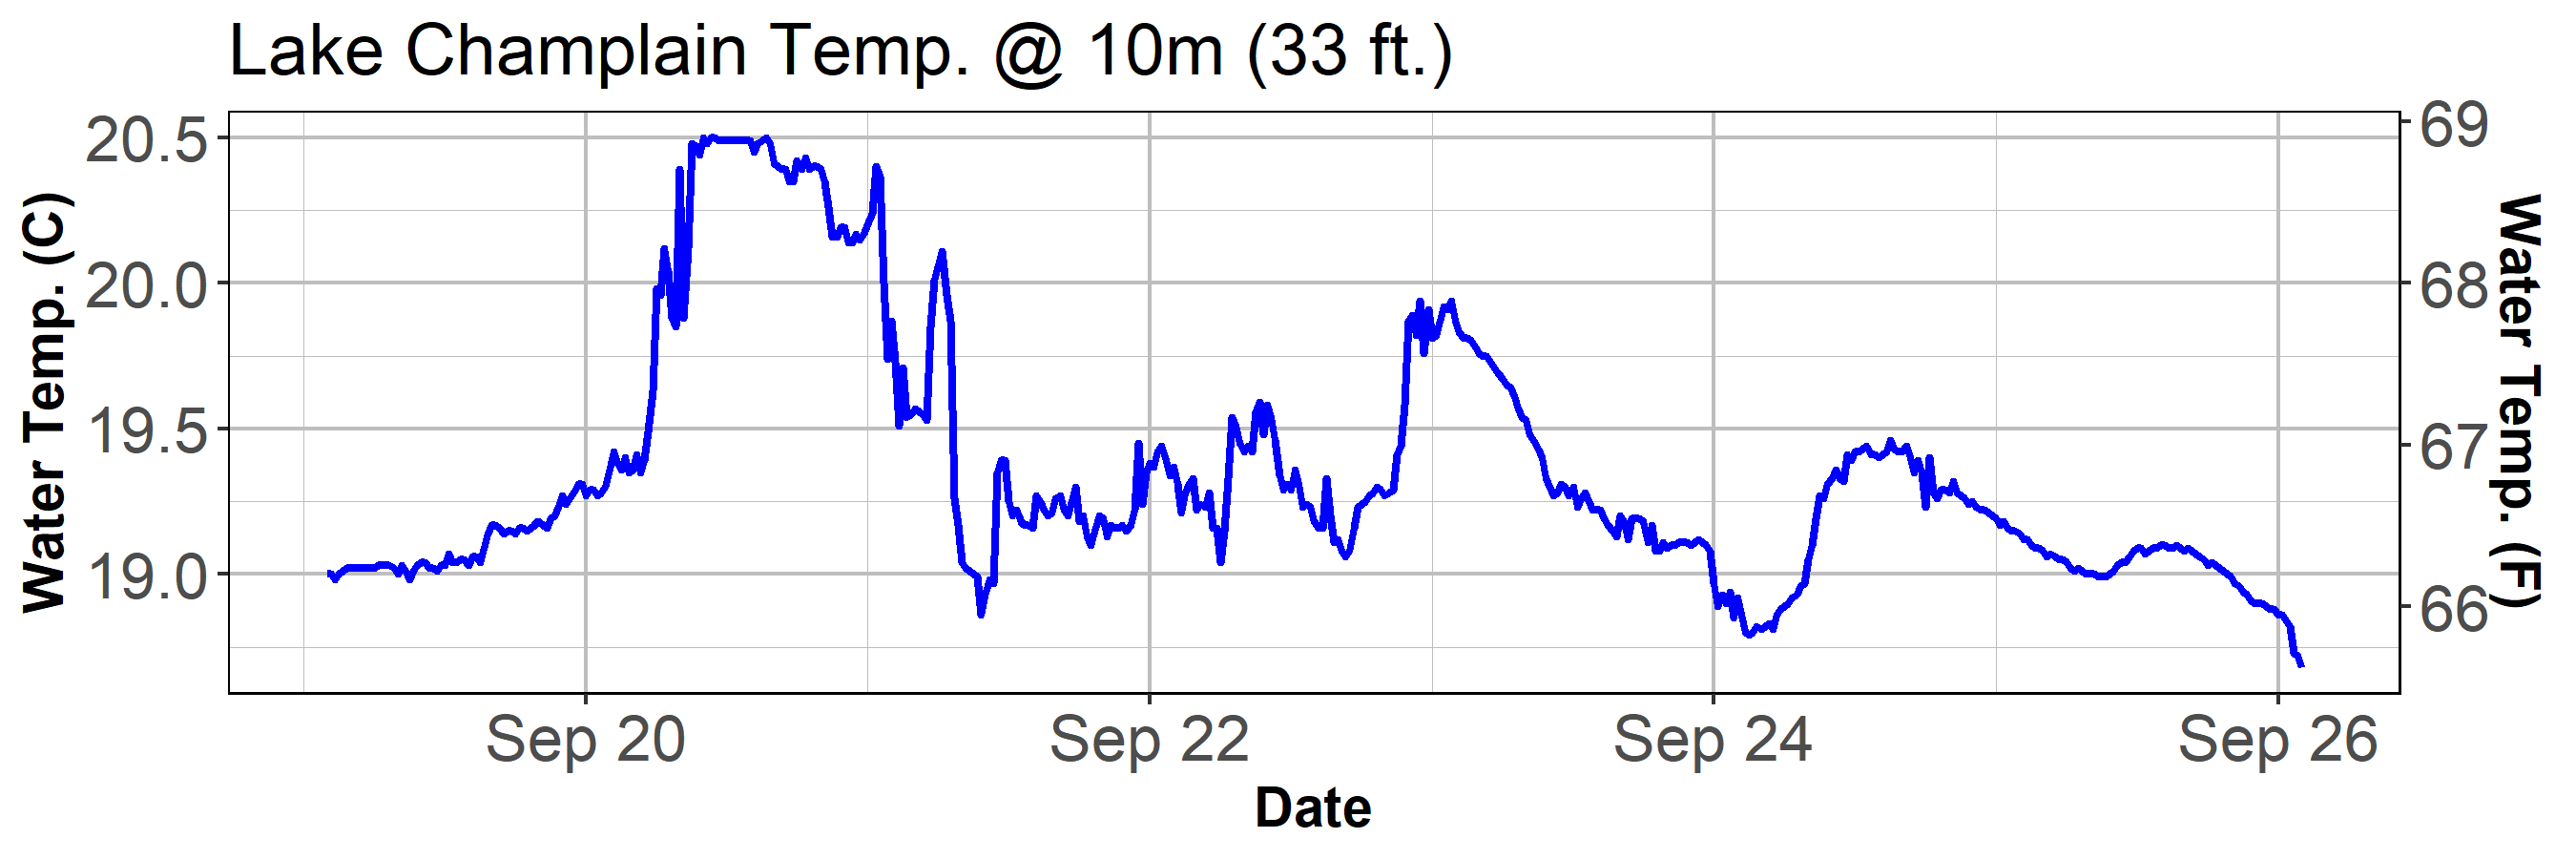 Lake Champlain Temp. @ 10m (33 ft.)
Water Temp. (C)
20.5
20.0
19.5
19.0
69
68
67
66
Water Temp. (F)
Sep 20
Sep 22
Sep 24
Sep 26
Date